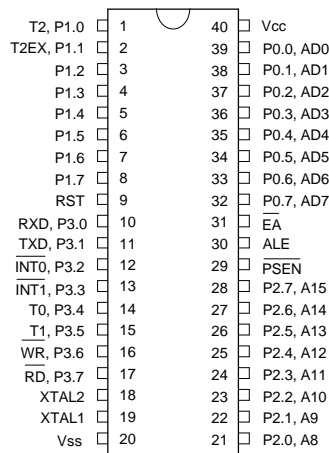 T2, P1.0 1 40 Vcc
T2EX, P1.1 2 39 P0.0, AD0
P1.2 3 38 P0.1, AD1
P1.3 4 37 P0.2, AD2
P1.4 5 36 P0.3, AD3
P1.5 6 35 P0.4, AD4
P1.6 7 34 P0.5, AD5
P1.7 8 33 P0.6, AD6
RST 9 32 P0.7, AD7
RXD, P3.0 10 31 E̅A̅
TXD, P3.1 11 30 ALE
I̅N̅T̅0̅, P3.2 12 29 P̅S̅E̅N̅
I̅N̅T̅1̅, P3.3 13 28 P2.7, A15
T0, P3.4 14 27 P2.6, A14
T1, P3.5 15 26 P2.5, A13
W̅R̅, P3.6 16 25 P2.4, A12
R̅D̅, P3.7 17 24 P2.3, A11
XTAL2 18 23 P2.2, A10
XTAL1 19 22 P2.1, A9
Vss 20 21 P2.0, A8